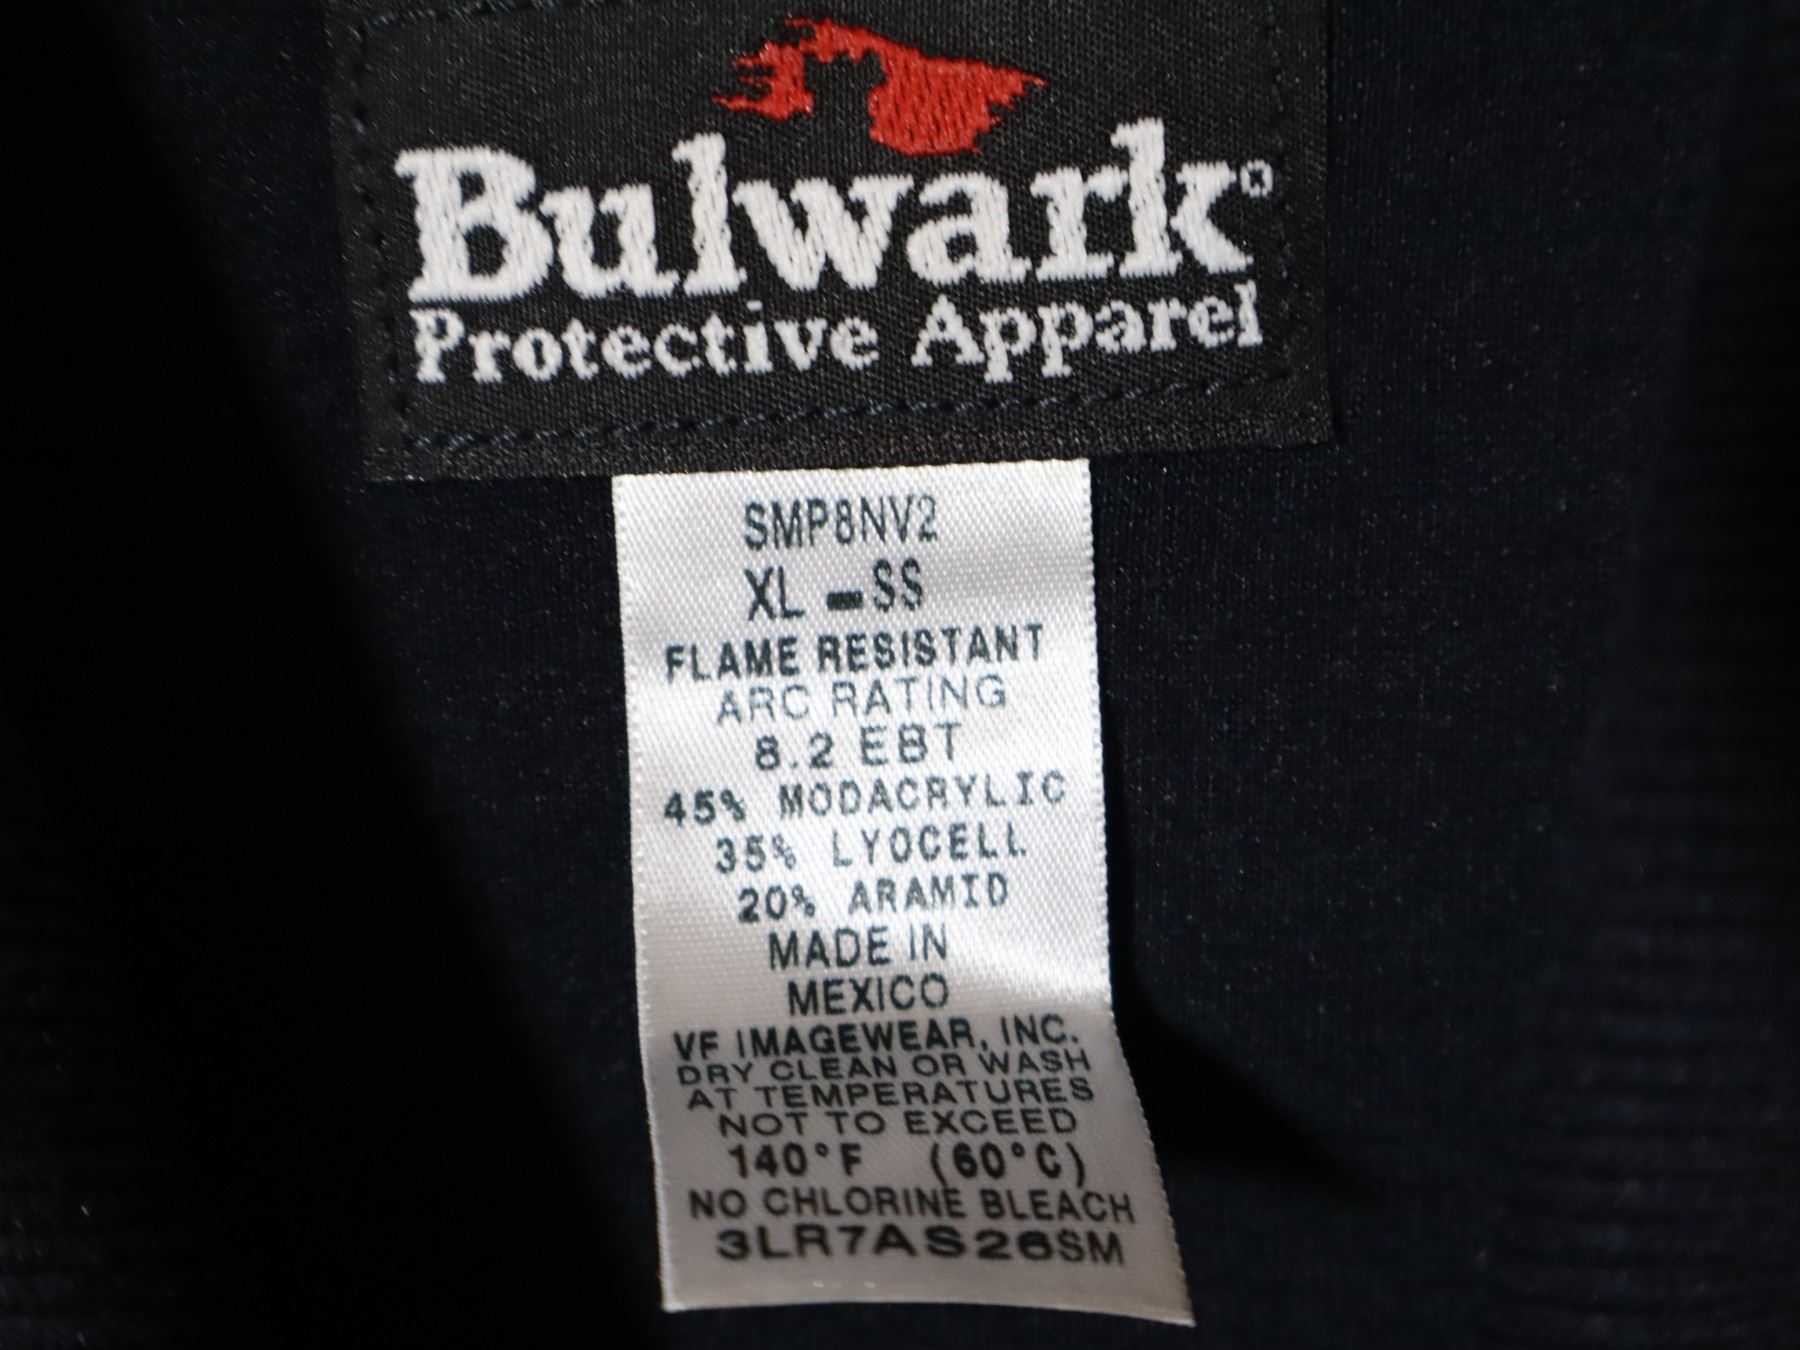 Bulwark®
Protective Apparel
SMP8NV2
XL -SS
FLAME RESISTANT
ARC RATING
8.2 EBT
45% MODACRYLIC
35% LYOCELL
20% ARAMID
MADE IN
MEXICO
VF IMAGEWEAR, INC.
DRY CLEAN OR WASH
AT TEMPERATURES
NOT TO EXCEED
140°F (60°C)
NO CHLORINE BLEACH
3LR7AS26SM